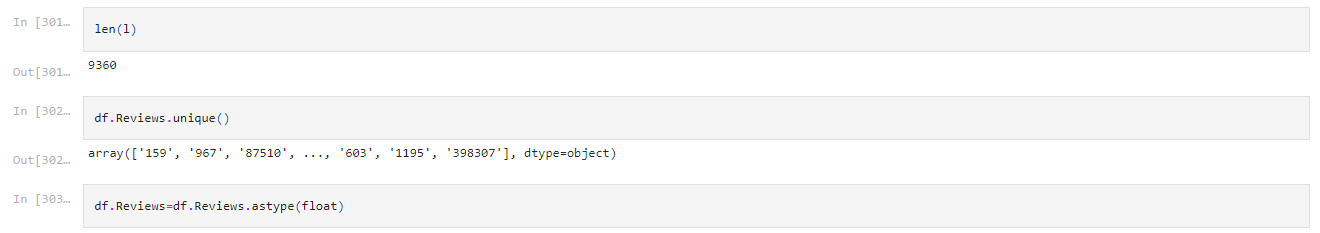 In [301…
len(l)
Out[301…
9360
In [302…
df.Reviews.unique()
Out[302…
array(['159', '967', '87510', ..., '603', '1195', '398307'], dtype=object)
In [303…
df.Reviews=df.Reviews.astype(float)